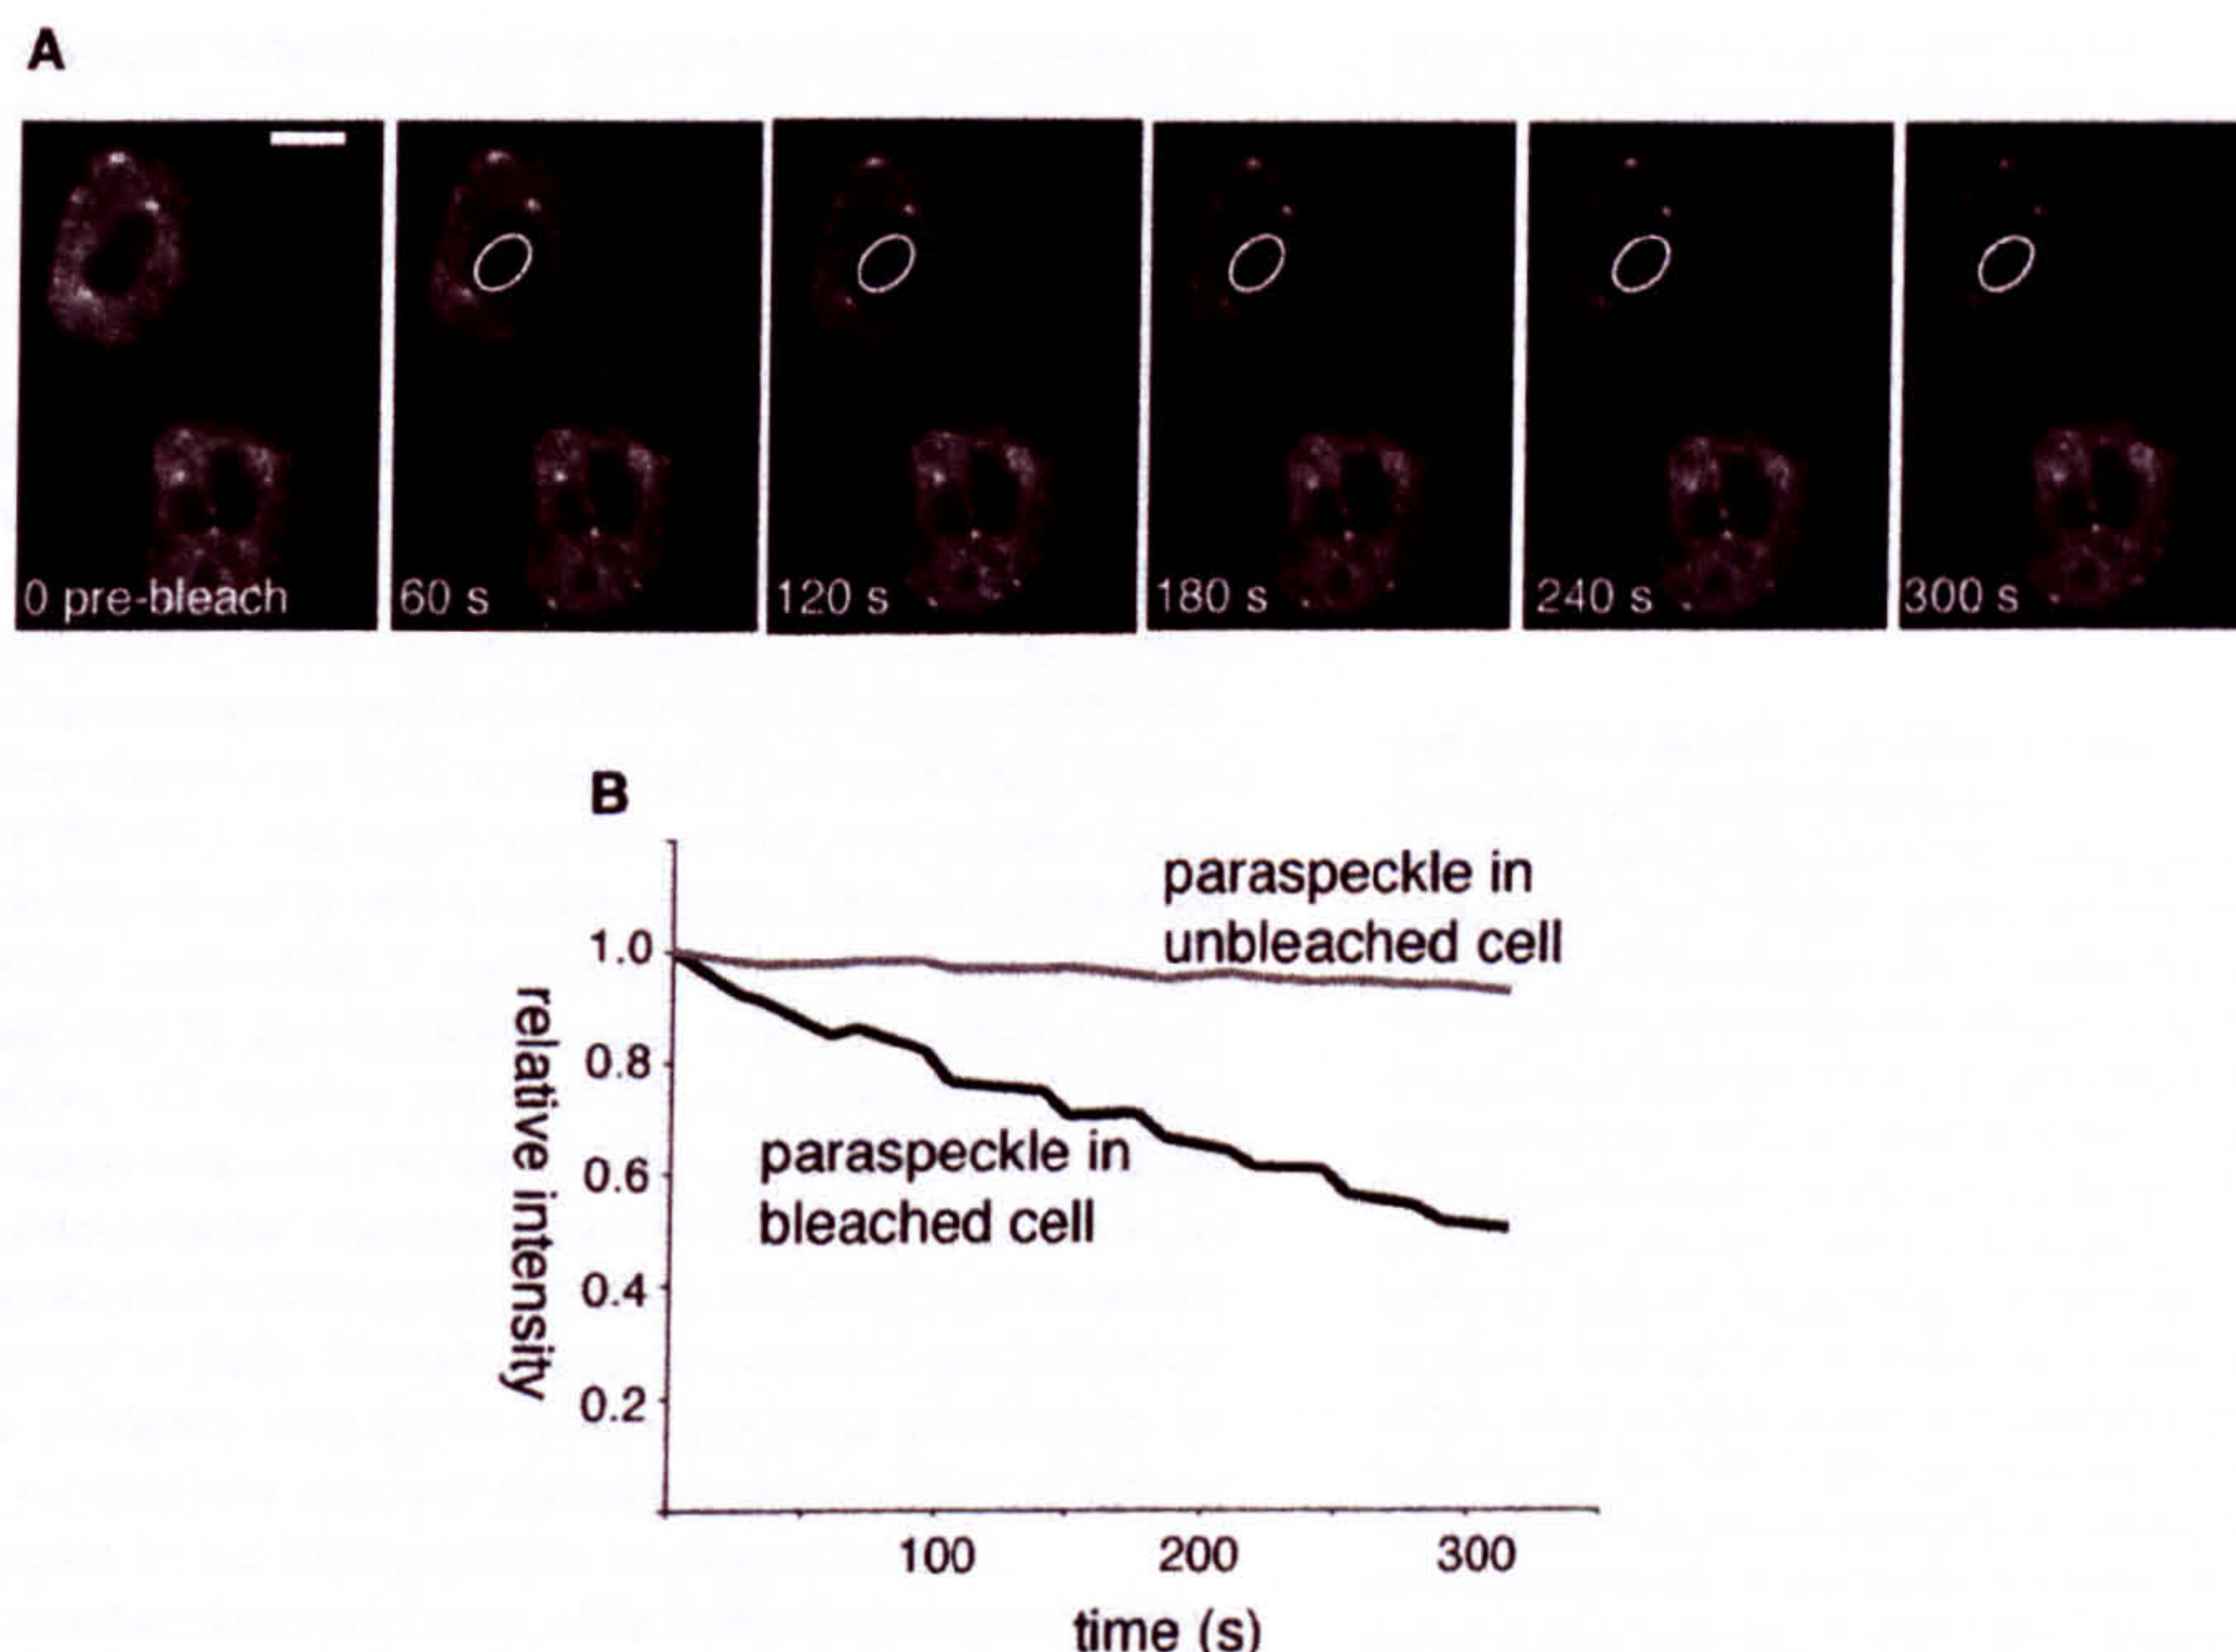 A
0 pre-bleach
60 s
120 s
180 s
240 s
300 s
B
paraspeckle in
unbleached cell
1.0
0.8
0.6
0.4
0.2
relative intensity
paraspeckle in
bleached cell
100
200
300
time (s)